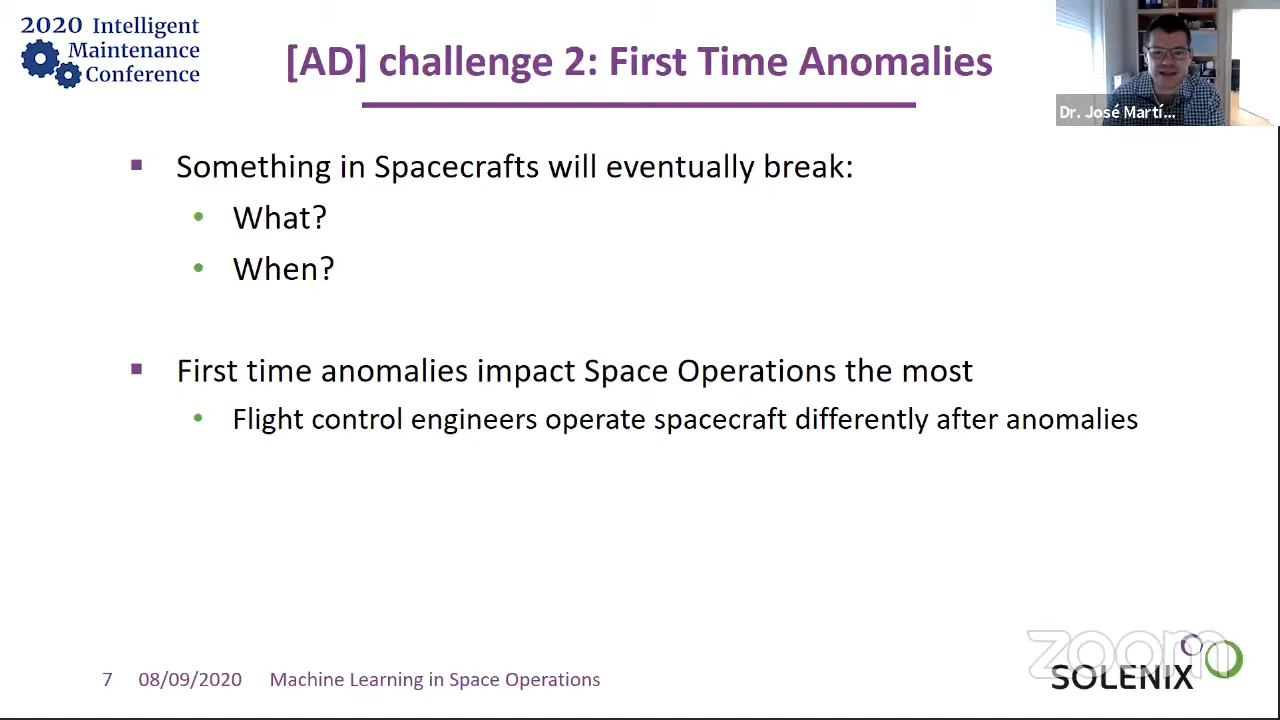 2020 Intelligent
Maintenance
Conference
[AD] challenge 2: First Time Anomalies
Dr. José Martí...
Something in Spacecrafts will eventually break:
What?
When?
First time anomalies impact Space Operations the most
Flight control engineers operate spacecraft differently after anomalies
zoom
SOLENIX
7 08/09/2020 Machine Learning in Space Operations